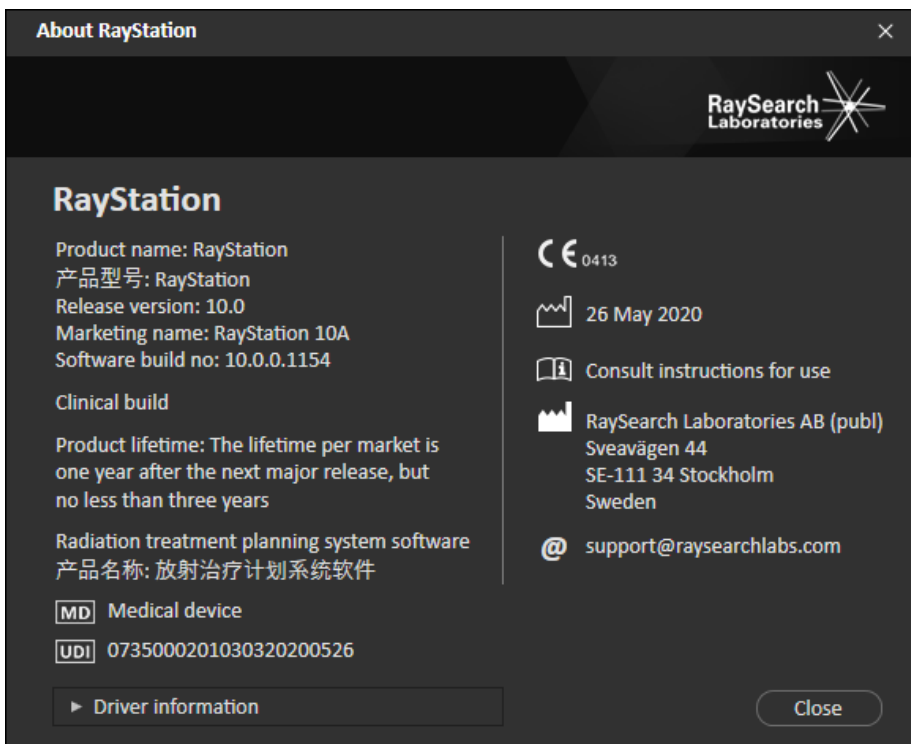 About RayStation
RaySearch
Laboratories
RayStation
Product name: RayStation
产品型号: RayStation
Release version: 10.0
Marketing name: RayStation 10A
Software build no: 10.0.0.1154
Clinical build
Product lifetime: The lifetime per market is
one year after the next major release, but
no less than three years
Radiation treatment planning system software
产品名称: 放射治疗计划系统软件
MD Medical device
UDI 0735000201030320200526
Driver information
CE 0413
26 May 2020
Consult instructions for use
RaySearch Laboratories AB (publ)
Sveavägen 44
SE-111 34 Stockholm
Sweden
@ support@raysearchlabs.com
Close